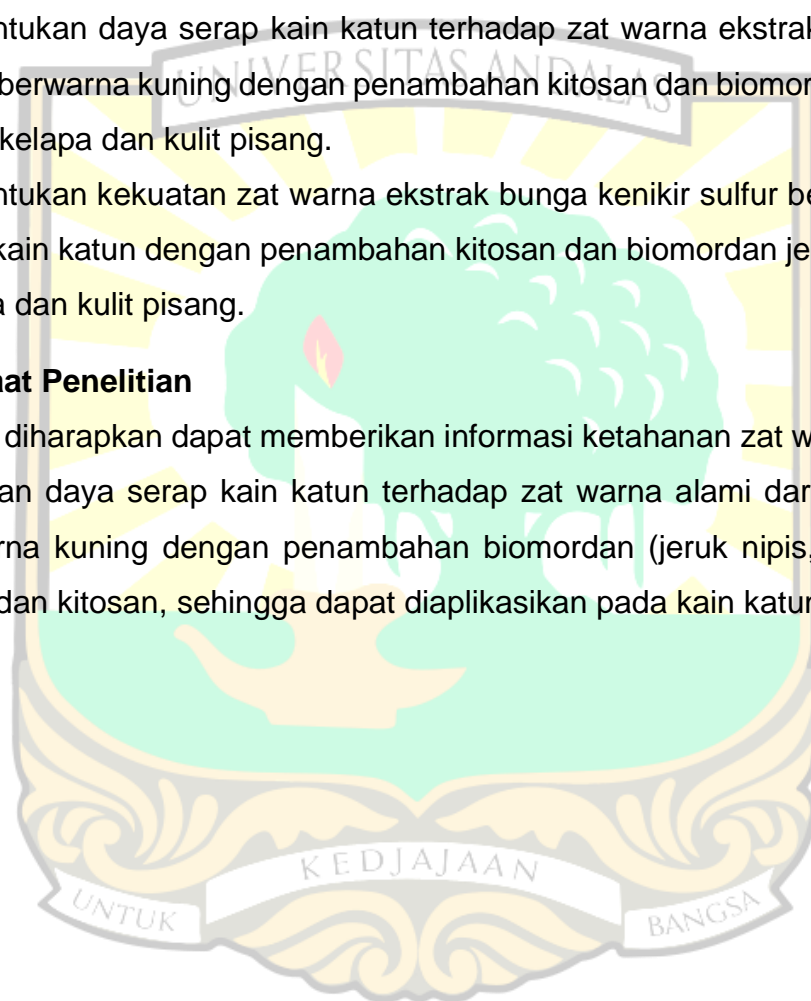 ntukan daya serap kain katun terhadap zat warna ekstrak
UNIVERSITAS ANDALAS
berwarna kuning dengan penambahan kitosan dan biomor
kelapa dan kulit pisang.
ntukan kekuatan zat warna ekstrak bunga kenikir sulfur be
kain katun dengan penambahan kitosan dan biomordan je
a dan kulit pisang.
aat Penelitian
diharapkan dapat memberikan informasi ketahanan zat w
an daya serap kain katun terhadap zat warna alami dar
rna kuning dengan penambahan biomordan (jeruk nipis,
dan kitosan, sehingga dapat diaplikasikan pada kain katun
KEDJAJAAN
UNTUK
BANGSA